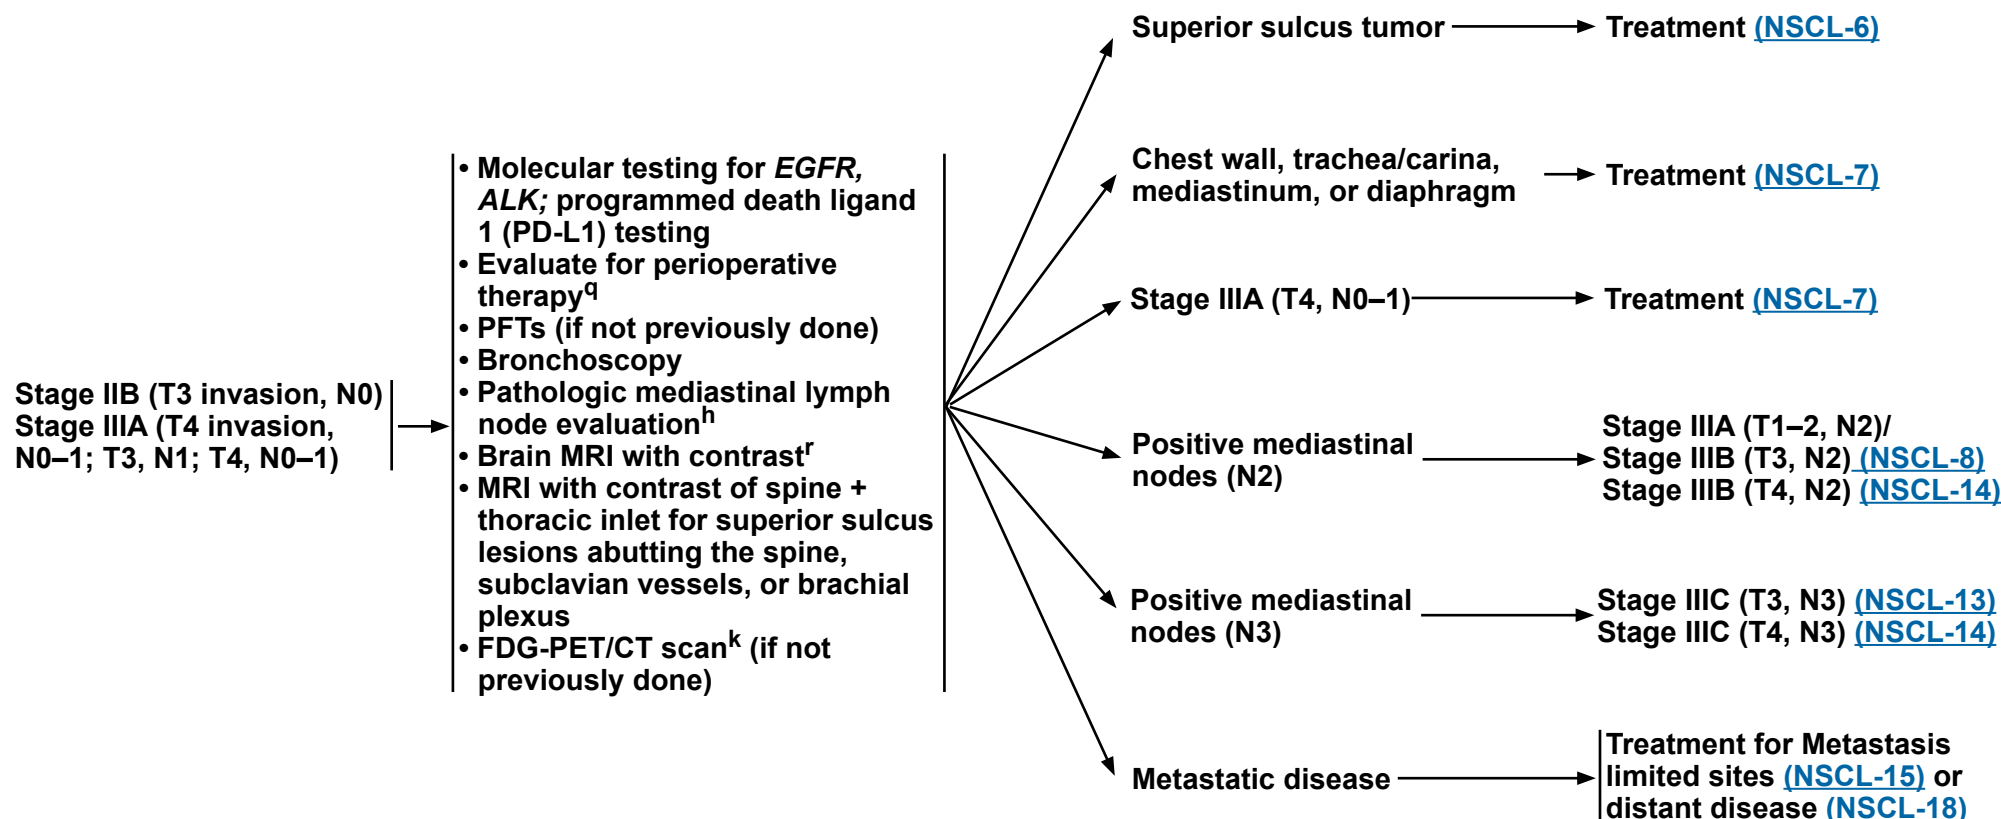 Stage IIB (T3 invasion, N0)
Stage IIIA (T4 invasion,
N0–1; T3, N1; T4, N0–1)
• Molecular testing for EGFR,
ALK; programmed death ligand
1 (PD-L1) testing
• Evaluate for perioperative
therapyq
• PFTs (if not previously done)
• Bronchoscopy
• Pathologic mediastinal lymph
node evaluationh
• Brain MRI with contrastr
• MRI with contrast of spine +
thoracic inlet for superior sulcus
lesions abutting the spine,
subclavian vessels, or brachial
plexus
• FDG-PET/CT scank (if not
previously done)
Superior sulcus tumor
Treatment (NSCL-6)
Chest wall, trachea/carina,
mediastinum, or diaphragm
Treatment (NSCL-7)
Stage IIIA (T4, N0–1)
Treatment (NSCL-7)
Positive mediastinal
nodes (N2)
Stage IIIA (T1–2, N2)/
Stage IIIB (T3, N2) (NSCL-8)
Stage IIIB (T4, N2) (NSCL-14)
Positive mediastinal
nodes (N3)
Stage IIIC (T3, N3) (NSCL-13)
Stage IIIC (T4, N3) (NSCL-14)
Metastatic disease
Treatment for Metastasis
limited sites (NSCL-15) or
distant disease (NSCL-18)